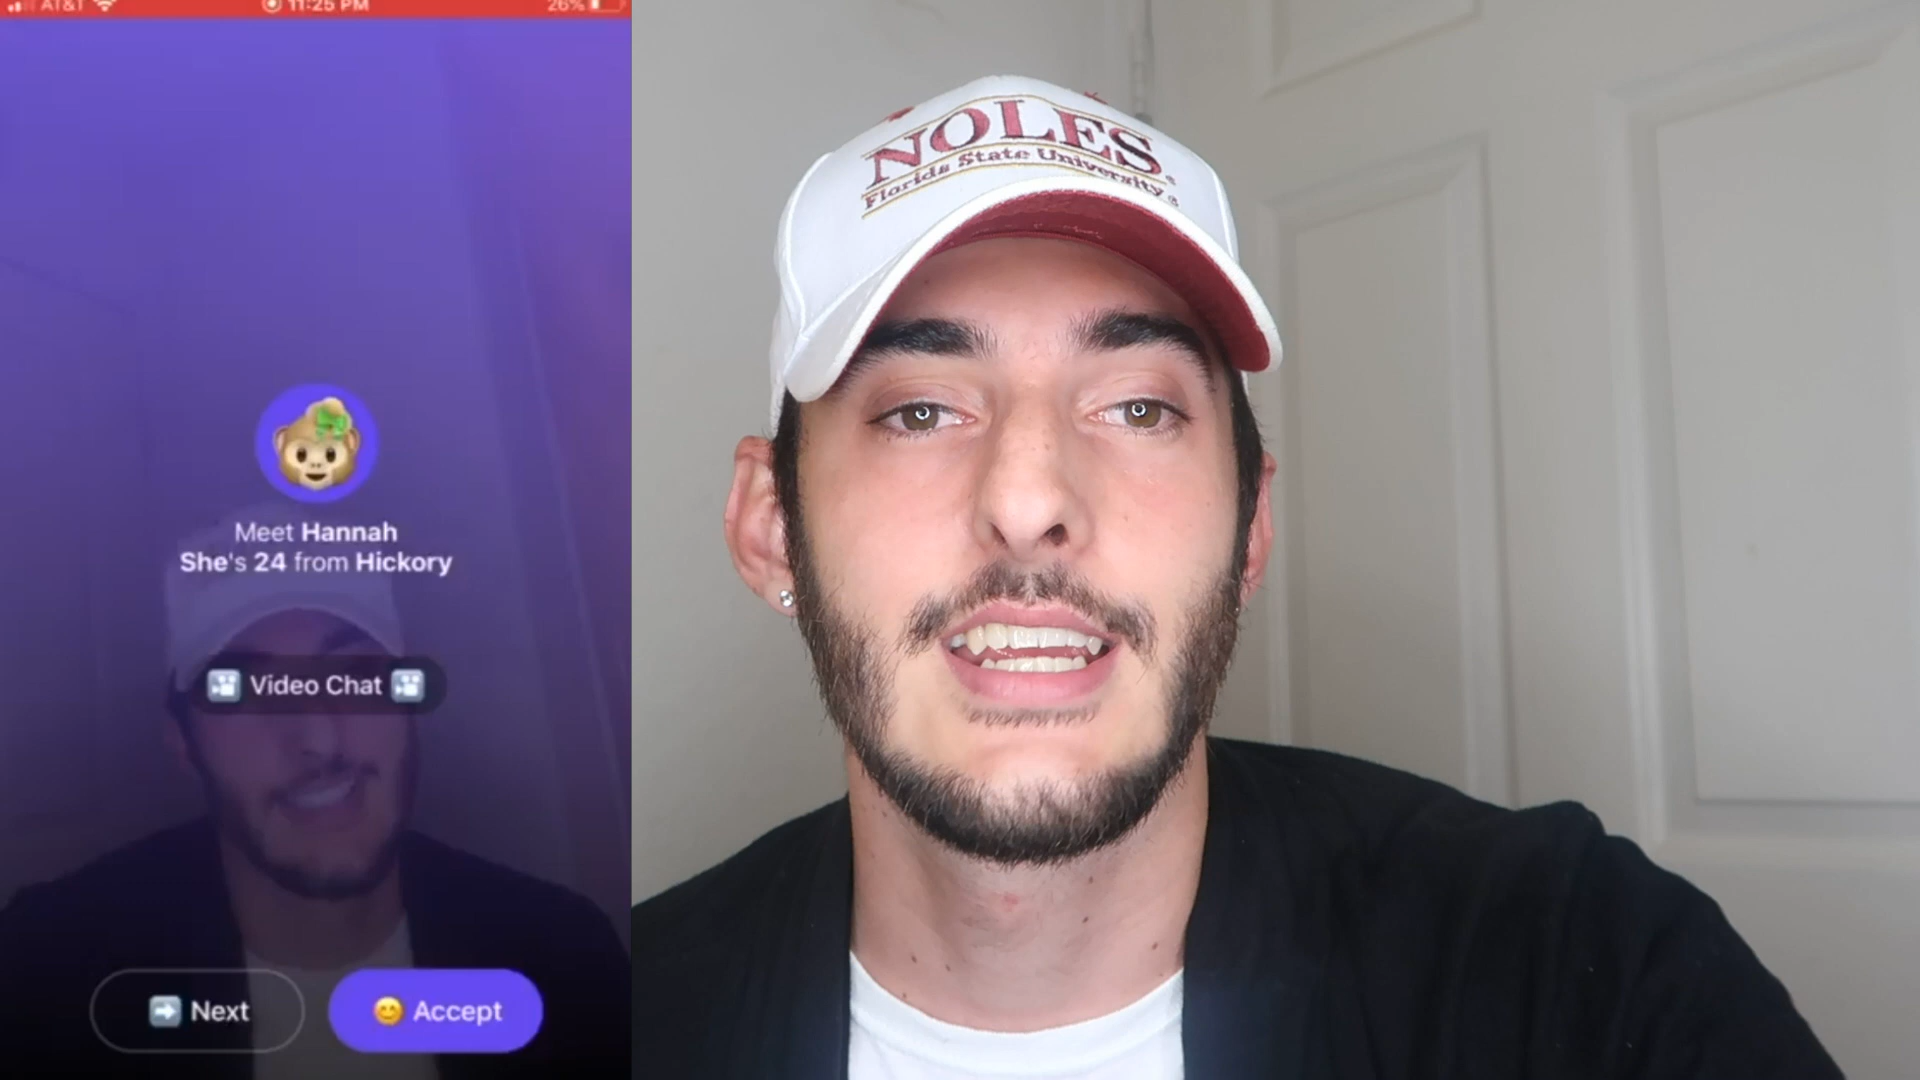 AT&T 11:25 PM 26%
Meet Hannah
She's 24 from Hickory
Video Chat
Next Accept
NOLES
Florida State University